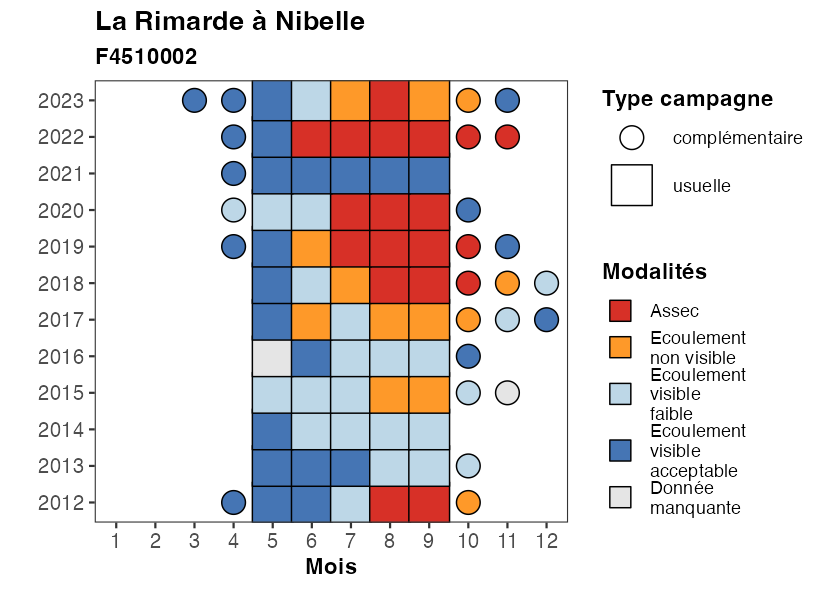 La Rimarde à Nibelle
F4510002
2023
2022
2021
2020
2019
2018
2017
2016
2015
2014
2013
2012
1 2 3 4 5 6 7 8 9 10 11 12
Mois
Type campagne
complémentaire
usuelle
Modalités
Assec
Ecoulement
non visible
Ecoulement
visible
faible
Ecoulement
visible
acceptable
Donnée
manquante